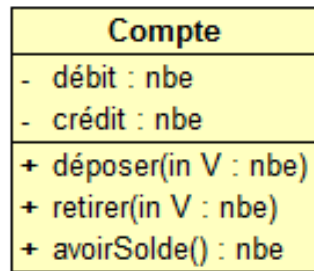 Compte
- débit : nbe
- crédit : nbe
+ déposer(in V : nbe)
+ retirer(in V : nbe)
+ avoirSolde() : nbe